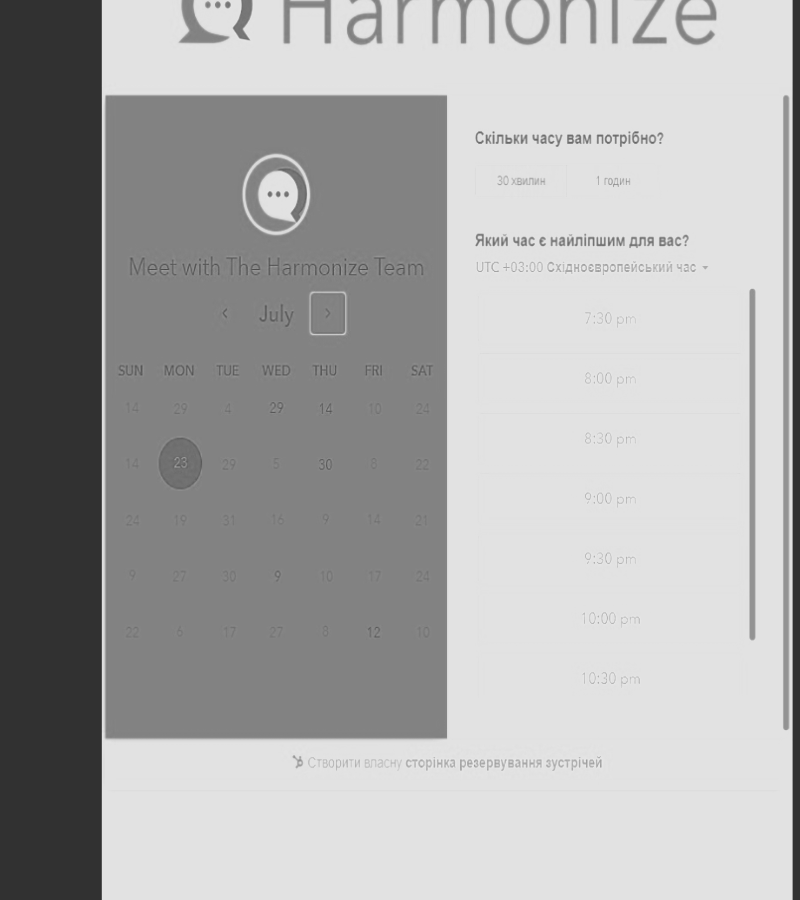 Harmonize
Meet with The Harmonize Team
July
SUN MON TUE WED THU FRI SAT
14 29 4 29 14 10 24
14 23 29 5 30 8 22
24 19 31 16 9 14 21
9 27 30 9 10 17 24
22 6 17 27 8 12 10
Скільки часу вам потрібно?
30 хвилин 1 годин
Який час є найліпшим для вас?
UTC +03:00 Східноєвропейський час
7:30 pm
8:00 pm
8:30 pm
9:00 pm
9:30 pm
10:00 pm
10:30 pm
Створити власну сторінка резервування зустрічей